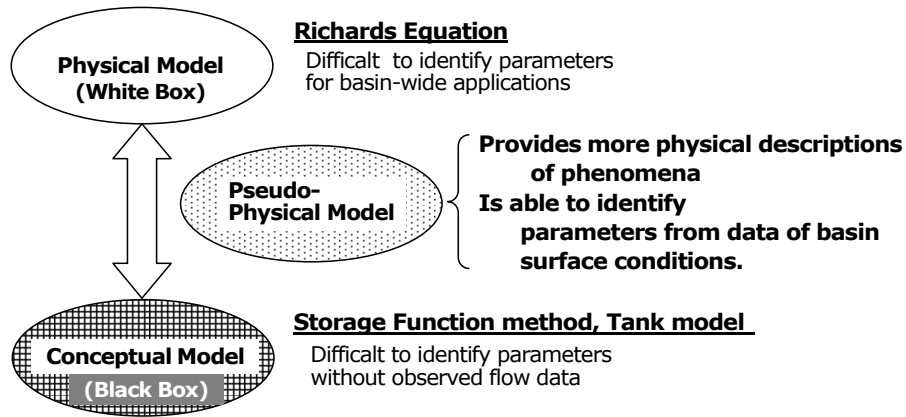 Physical Model
(White Box)
Richards Equation
Difficult to identify parameters
for basin-wide applications
Pseudo-
Physical Model
Provides more physical descriptions
of phenomena
Is able to identify
parameters from data of basin
surface conditions.
Conceptual Model
(Black Box)
Storage Function method, Tank model
Difficalt to identify parameters
without observed flow data